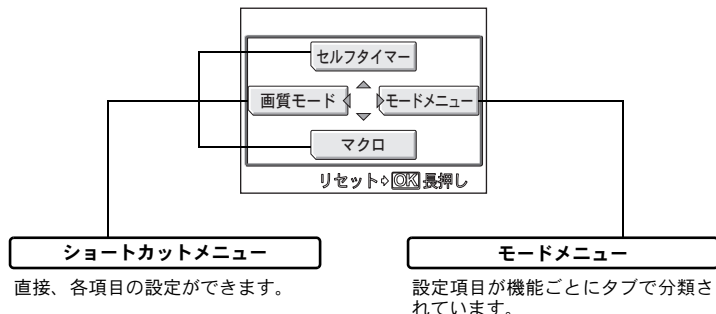 セルフタイマー
画質モード モードメニュー
マクロ
リセット⇨OK長押し
ショートカットメニュー
直接、各項目の設定ができます。
モードメニュー
設定項目が機能ごとにタブで分類さ
れています。